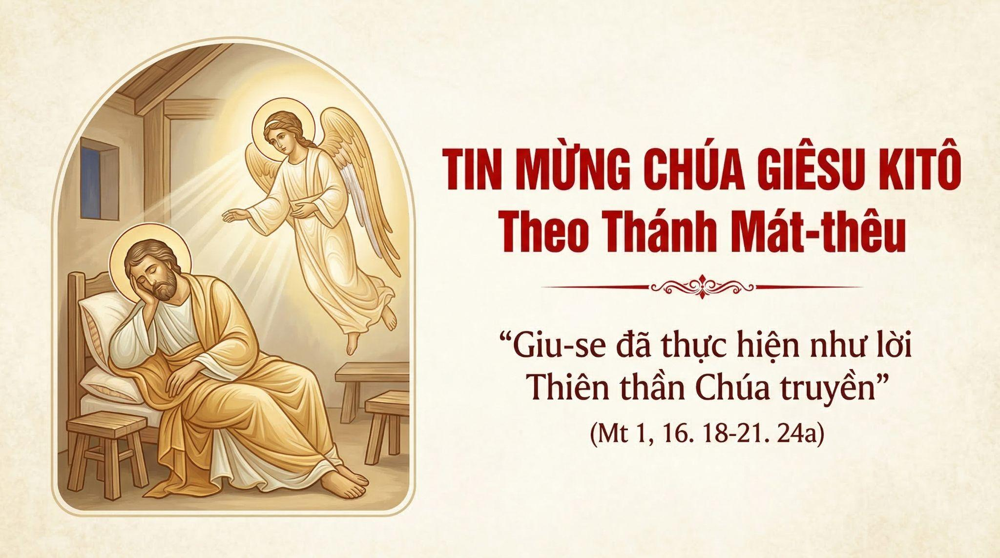 TIN MỪNG CHÚA GIÊSU KITÔ
Theo Thánh Mát-thêu
“Giu-se đã thực hiện như lời
Thiên thần Chúa truyền”
(Mt 1, 16. 18-21. 24a)